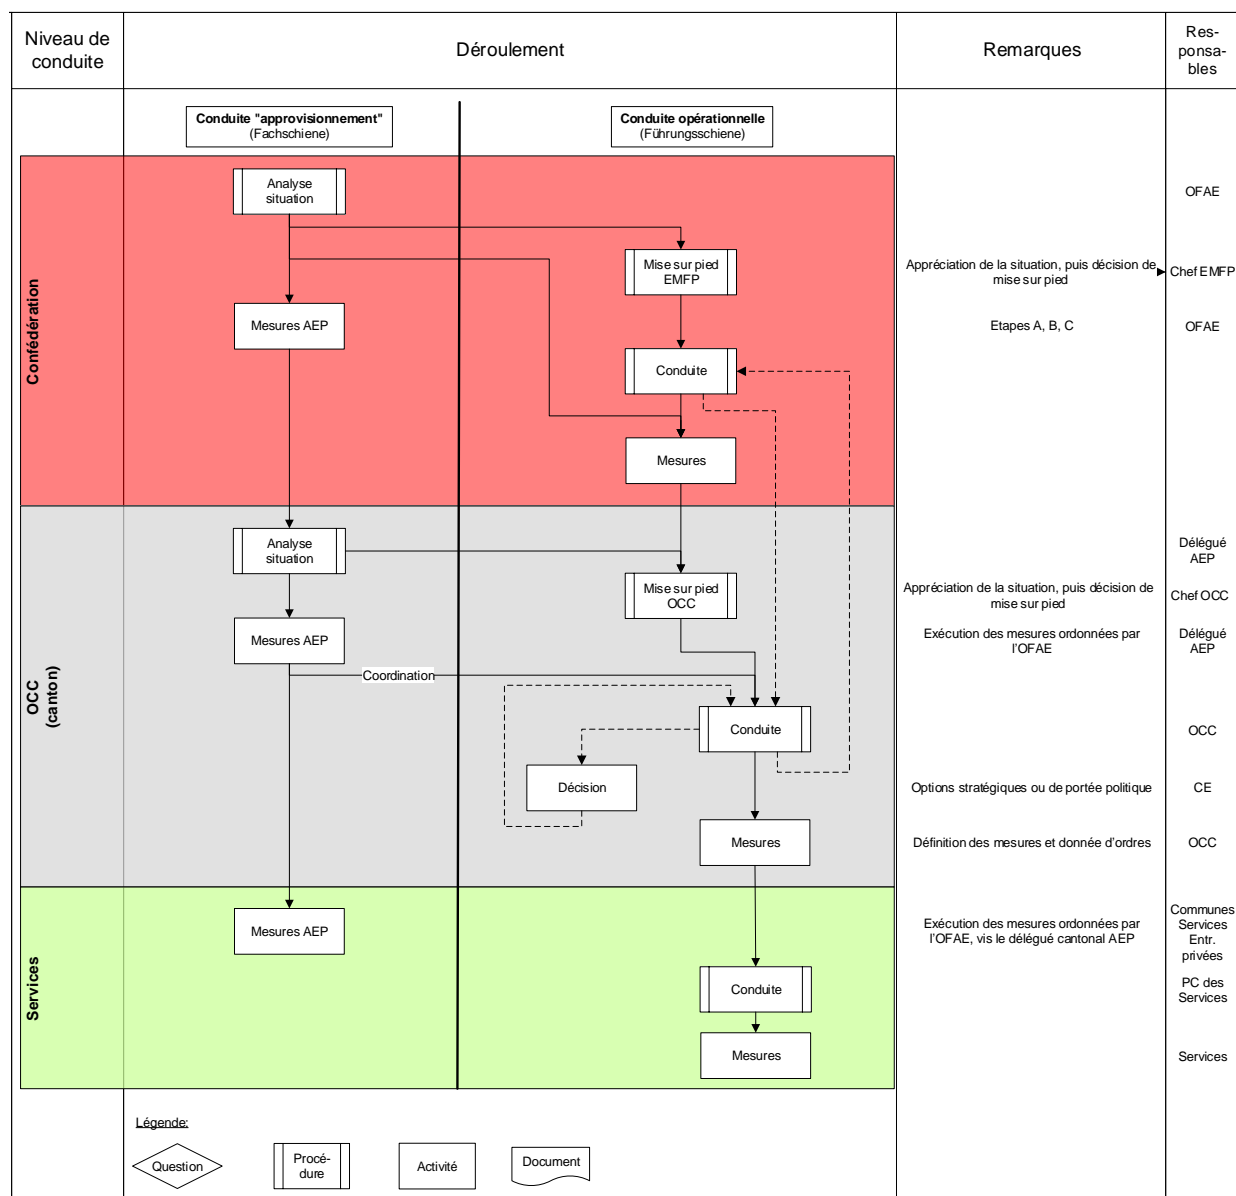 Niveau de
conduite
Déroulement
Remarques
Res-
ponsa-
bles
Conduite "approvisionnement"
(Fachschiene)
Conduite opérationnelle
(Führungsschiene)
Confédération
Analyse
situation
OFAE
Mise sur pied
EMFP
Appréciation de la situation, puis décision de
mise sur pied
Chef EMFP
Mesures AEP
Etapes A, B, C
OFAE
Conduite
Mesures
OCC
(canton)
Analyse
situation
Délégué
AEP
Mise sur pied
OCC
Appréciation de la situation, puis décision de
mise sur pied
Chef OCC
Mesures AEP
Exécution des mesures ordonnées par
l'OFAE
Délégué
AEP
Coordination
Conduite
OCC
Décision
Options stratégiques ou de portée politique
CE
Mesures
Définition des mesures et donnée d'ordres
OCC
Services
Mesures AEP
Exécution des mesures ordonnées par
l'OFAE, vis le délégué cantonal AEP
Communes
Services
Entr.
privées
Conduite
PC des
Services
Mesures
Services
Légende:
Question
Procé-
dure
Activité
Document